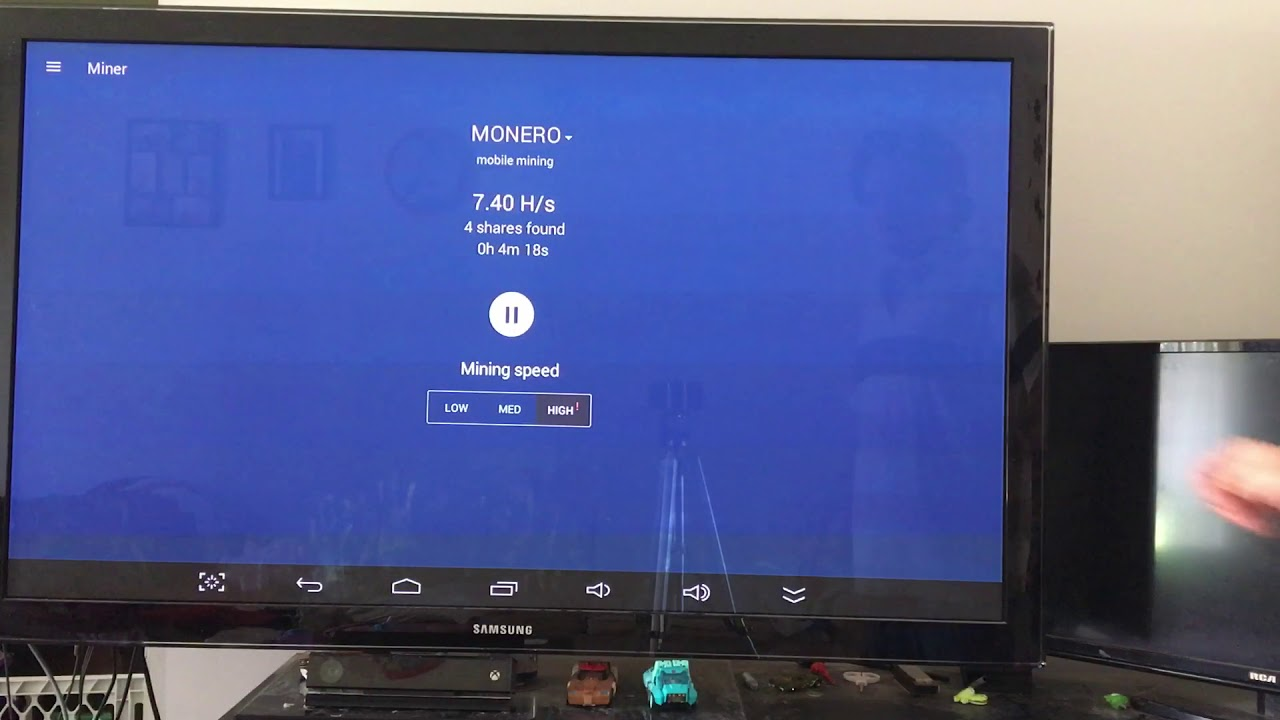 Miner
MONERO
mobile mining
7.40 H/s
4 shares found
0h 4m 18s
Mining speed
LOW MED HIGH!
SAMSUNG
RCA